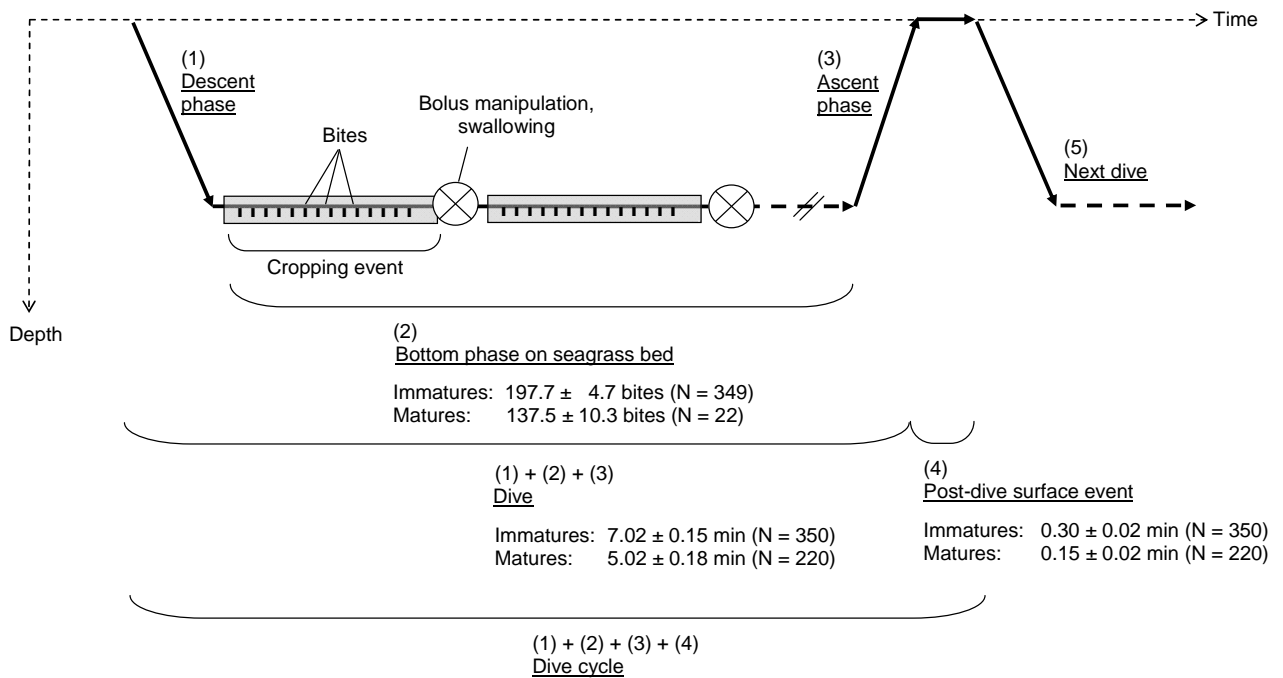 Time
(1)
Descent
phase
Bolus manipulation,
swallowing
Bites
(3)
Ascent
phase
(5)
Next dive
Cropping event
Depth
(2)
Bottom phase on seagrass bed
Immatures: 197.7 ± 4.7 bites (N = 349)
Matures: 137.5 ± 10.3 bites (N = 22)
(1) + (2) + (3)
Dive
Immatures: 7.02 ± 0.15 min (N = 350)
Matures: 5.02 ± 0.18 min (N = 220)
(4)
Post-dive surface event
Immatures: 0.30 ± 0.02 min (N = 350)
Matures: 0.15 ± 0.02 min (N = 220)
(1) + (2) + (3) + (4)
Dive cycle